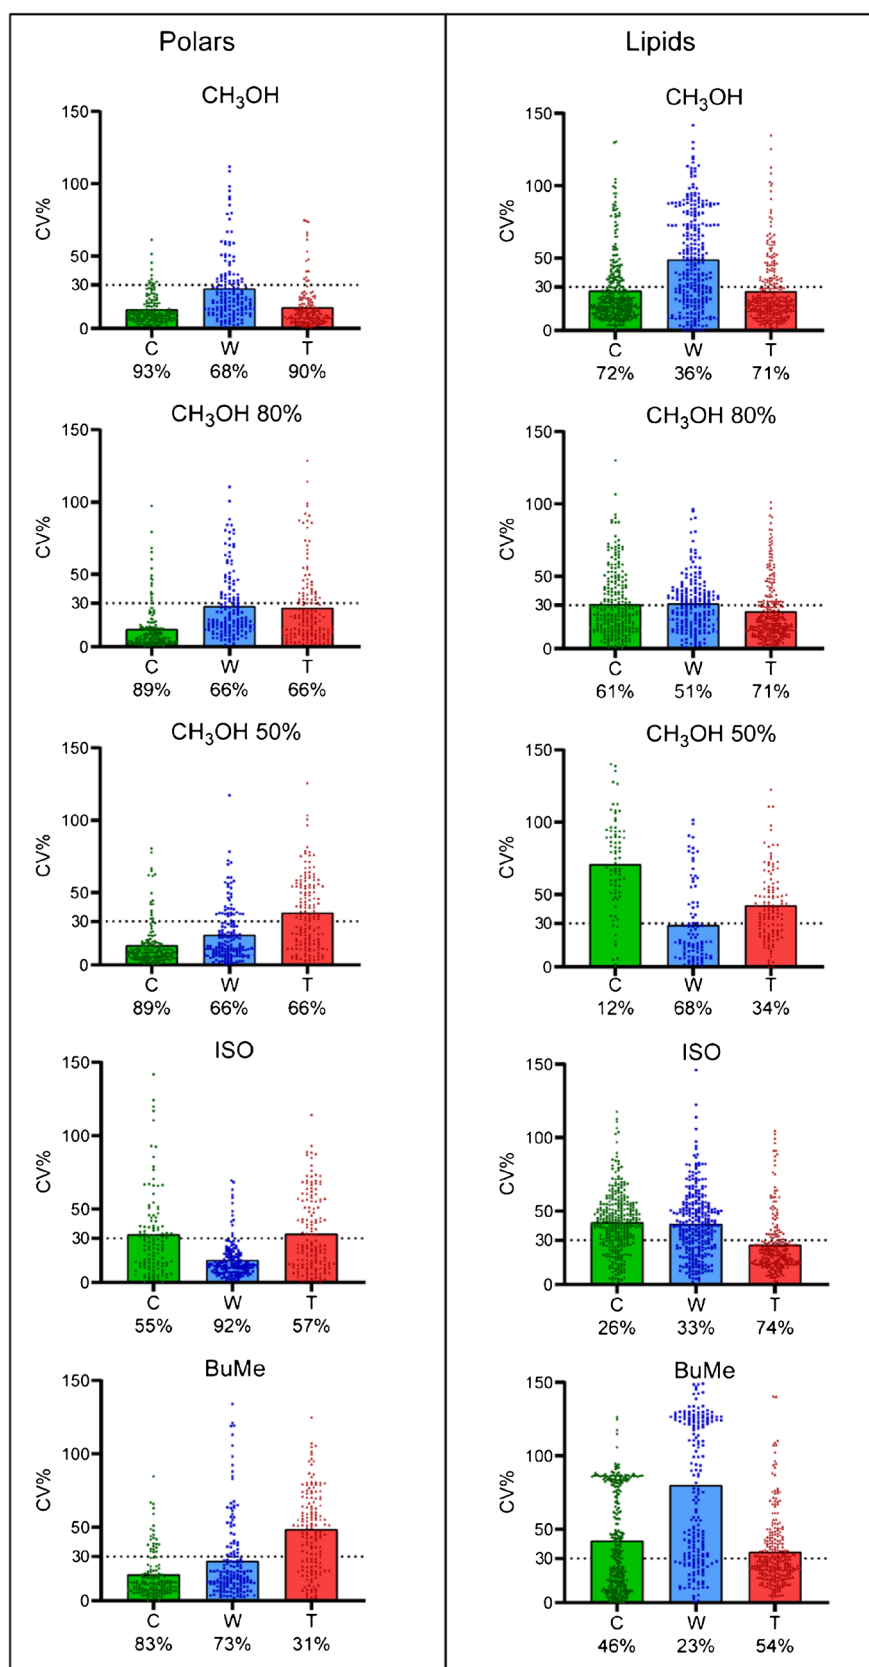 Polars
CH₃OH
150
100
50
30
0
CV%
C W T
93% 68% 90%
CH₃OH 80%
150
100
50
30
0
CV%
C W T
89% 66% 66%
CH₃OH 50%
150
100
50
30
0
CV%
C W T
89% 66% 66%
ISO
150
100
50
30
0
CV%
C W T
55% 92% 57%
BuMe
150
100
50
30
0
CV%
C W T
83% 73% 31%
Lipids
CH₃OH
150
100
50
30
0
CV%
C W T
72% 36% 71%
CH₃OH 80%
150
100
50
30
0
CV%
C W T
61% 51% 71%
CH₃OH 50%
150
100
50
30
0
CV%
C W T
12% 68% 34%
ISO
150
100
50
30
0
CV%
C W T
26% 33% 74%
BuMe
150
100
50
30
0
CV%
C W T
46% 23% 54%